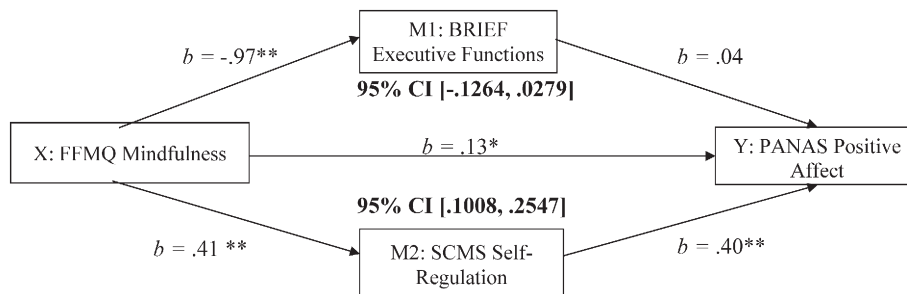 M1: BRIEF
Executive Functions
b = -.97**
b = .04
95% CI [-.1264, .0279]
X: FFMQ Mindfulness
b = .13*
Y: PANAS Positive
Affect
95% CI [.1008, .2547]
b = .41 **
M2: SCMS Self-
Regulation
b = .40**